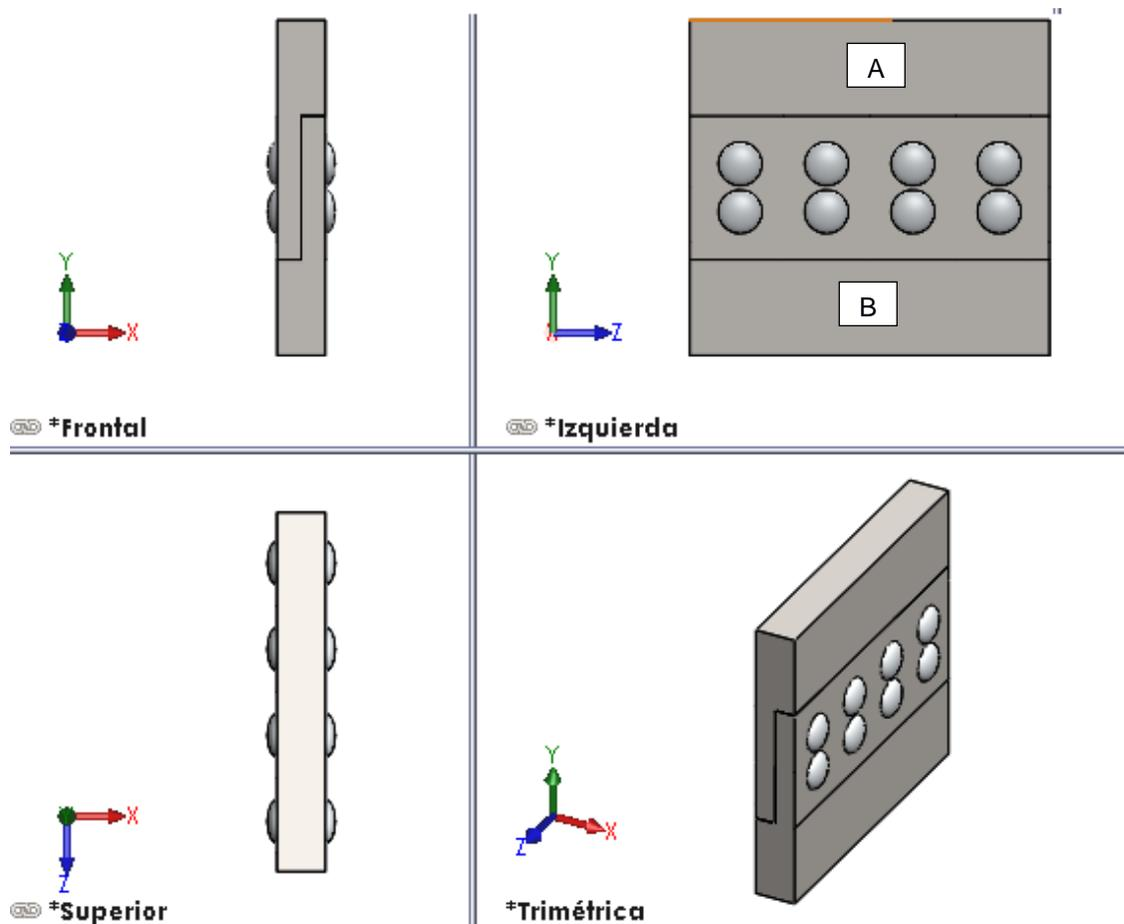 A
B
Y
X
Y
Z
*Frontal
*Izquierda
X
Z
Y
X
Z
*Superior
*Trimétrica